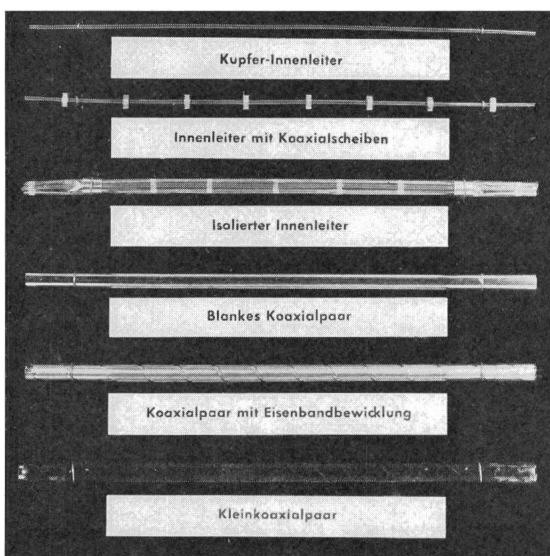 Kupfer-Innenleiter
Innenleiter mit Koaxialscheiben
Isolierter Innenleiter
Blankes Koaxialpaar
Koaxialpaar mit Eisenbandbewicklung
Kleinkoaxialpaar